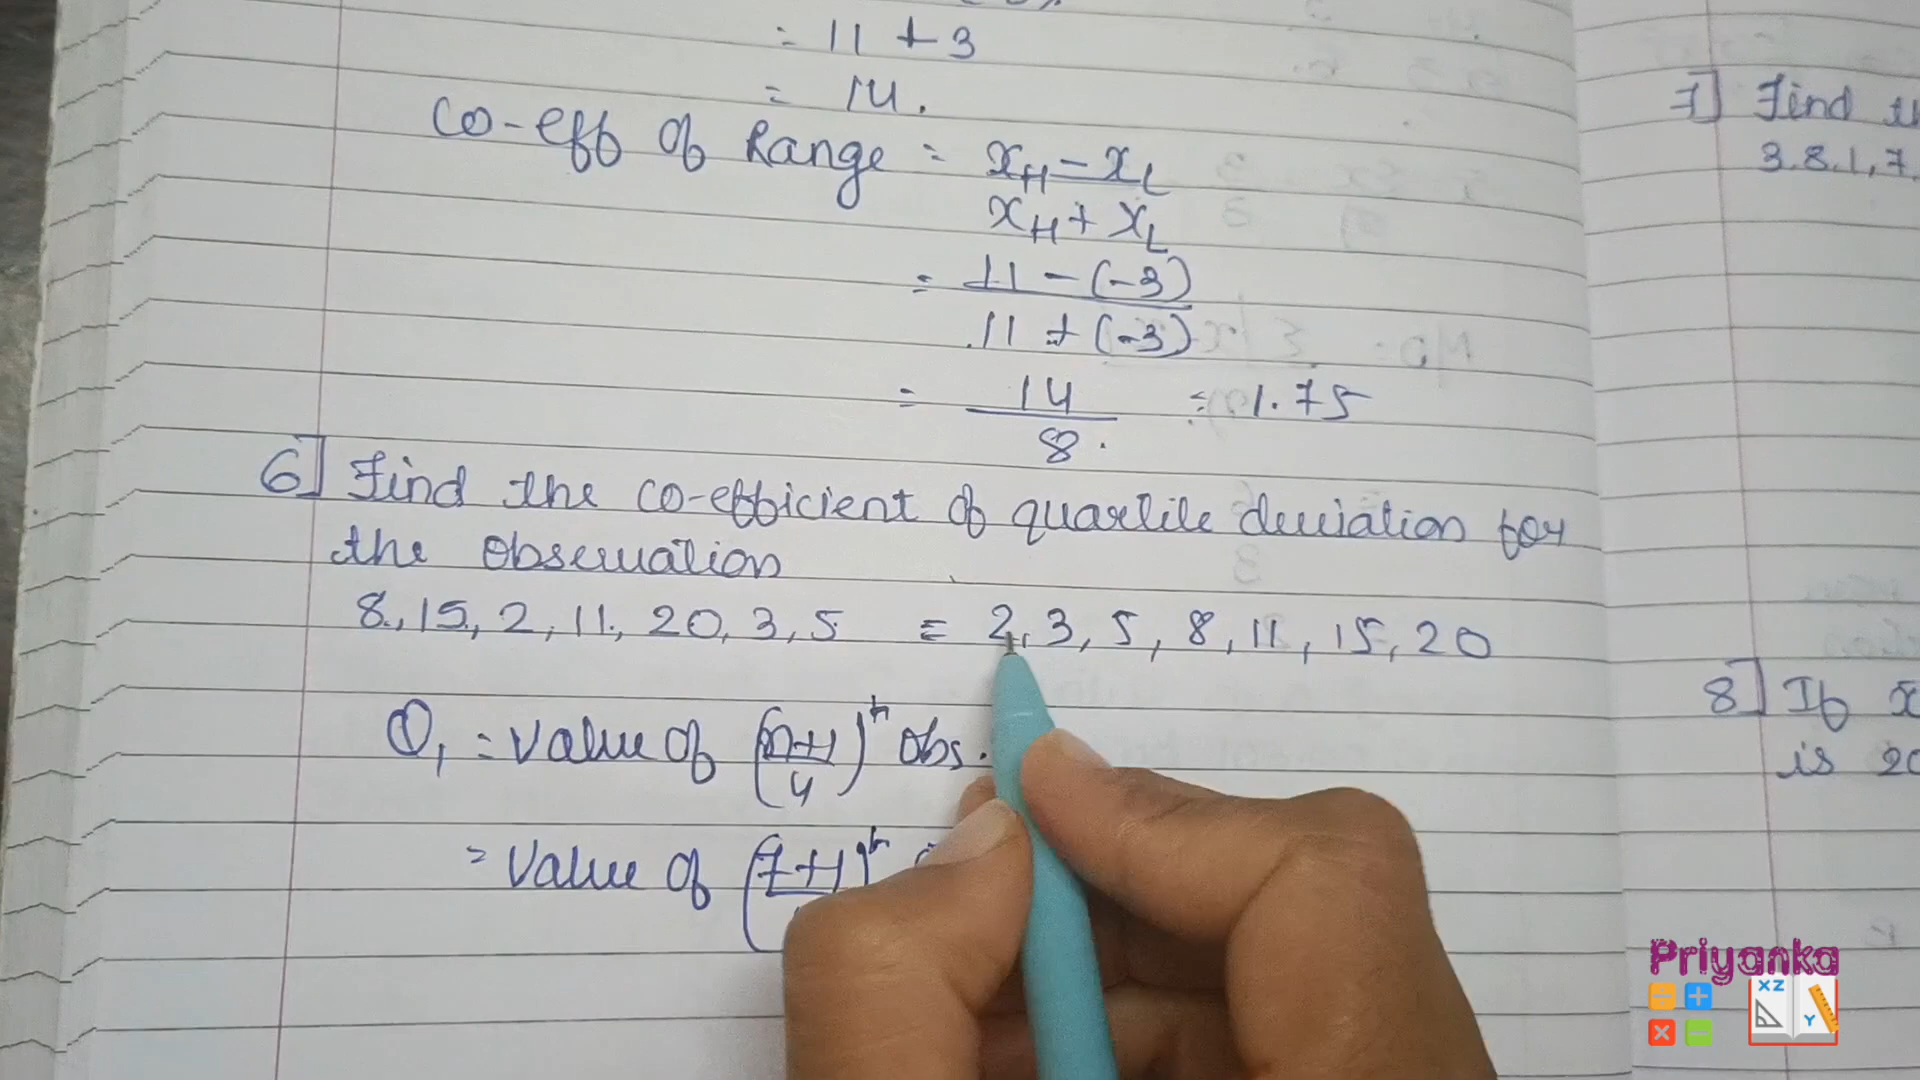 = 11 + 3
= 14.
Co-eff of Range = xH - xL
xH + xL
= 11 - (-3)
11 + (-3)
= 14 = 1.75
8.
6] Find the co-efficient of quartile deviation for
the observation
8, 15, 2, 11, 20, 3, 5 = 2, 3, 5, 8, 11, 15, 20
Q1 = Value of (n+1
4)th obs.
= Value of (7+1)th
7] Find
3.8.1, 7.
8] If x
is 20
Priyanka
XZ
Y